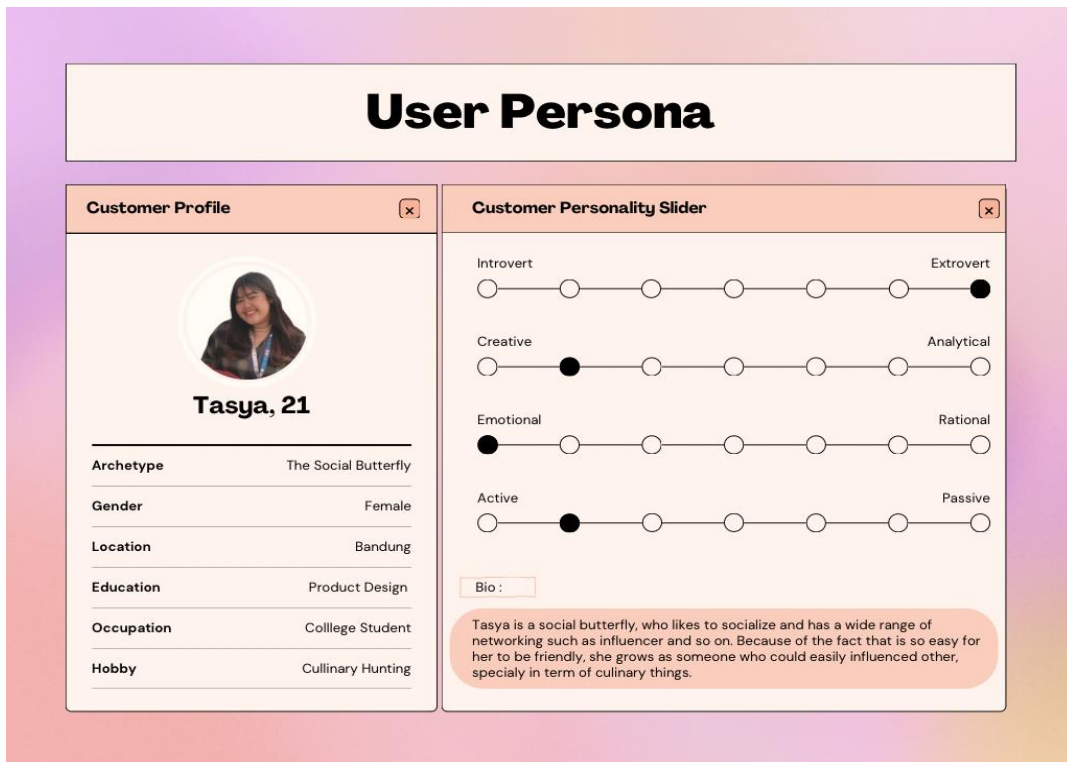 User Persona
Customer Profile
x
Tasya, 21
Archetype The Social Butterfly
Gender Female
Location Bandung
Education Product Design
Occupation Colllege Student
Hobby Cullinary Hunting
Customer Personality Slider
x
Introvert Extrovert
Creative Analytical
Emotional Rational
Active Passive
Bio :
Tasya is a social butterfly, who likes to socialize and has a wide range of
networking such as influencer and so on. Because of the fact that is so easy for
her to be friendly, she grows as someone who could easily influenced other,
specialy in term of culinary things.